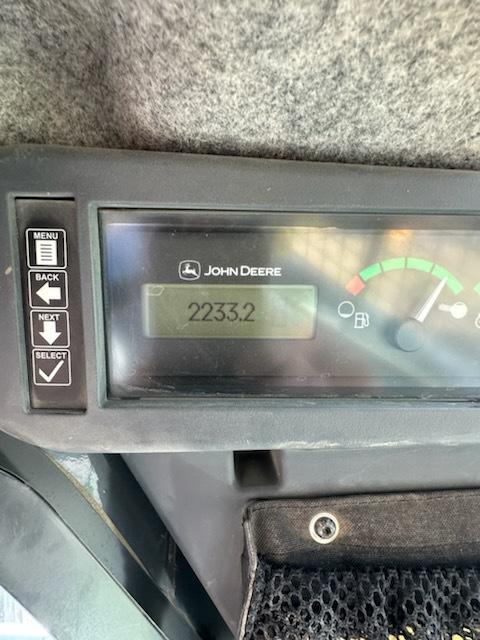 MENU
BACK
NEXT
SELECT
JOHN DEERE
2233.2